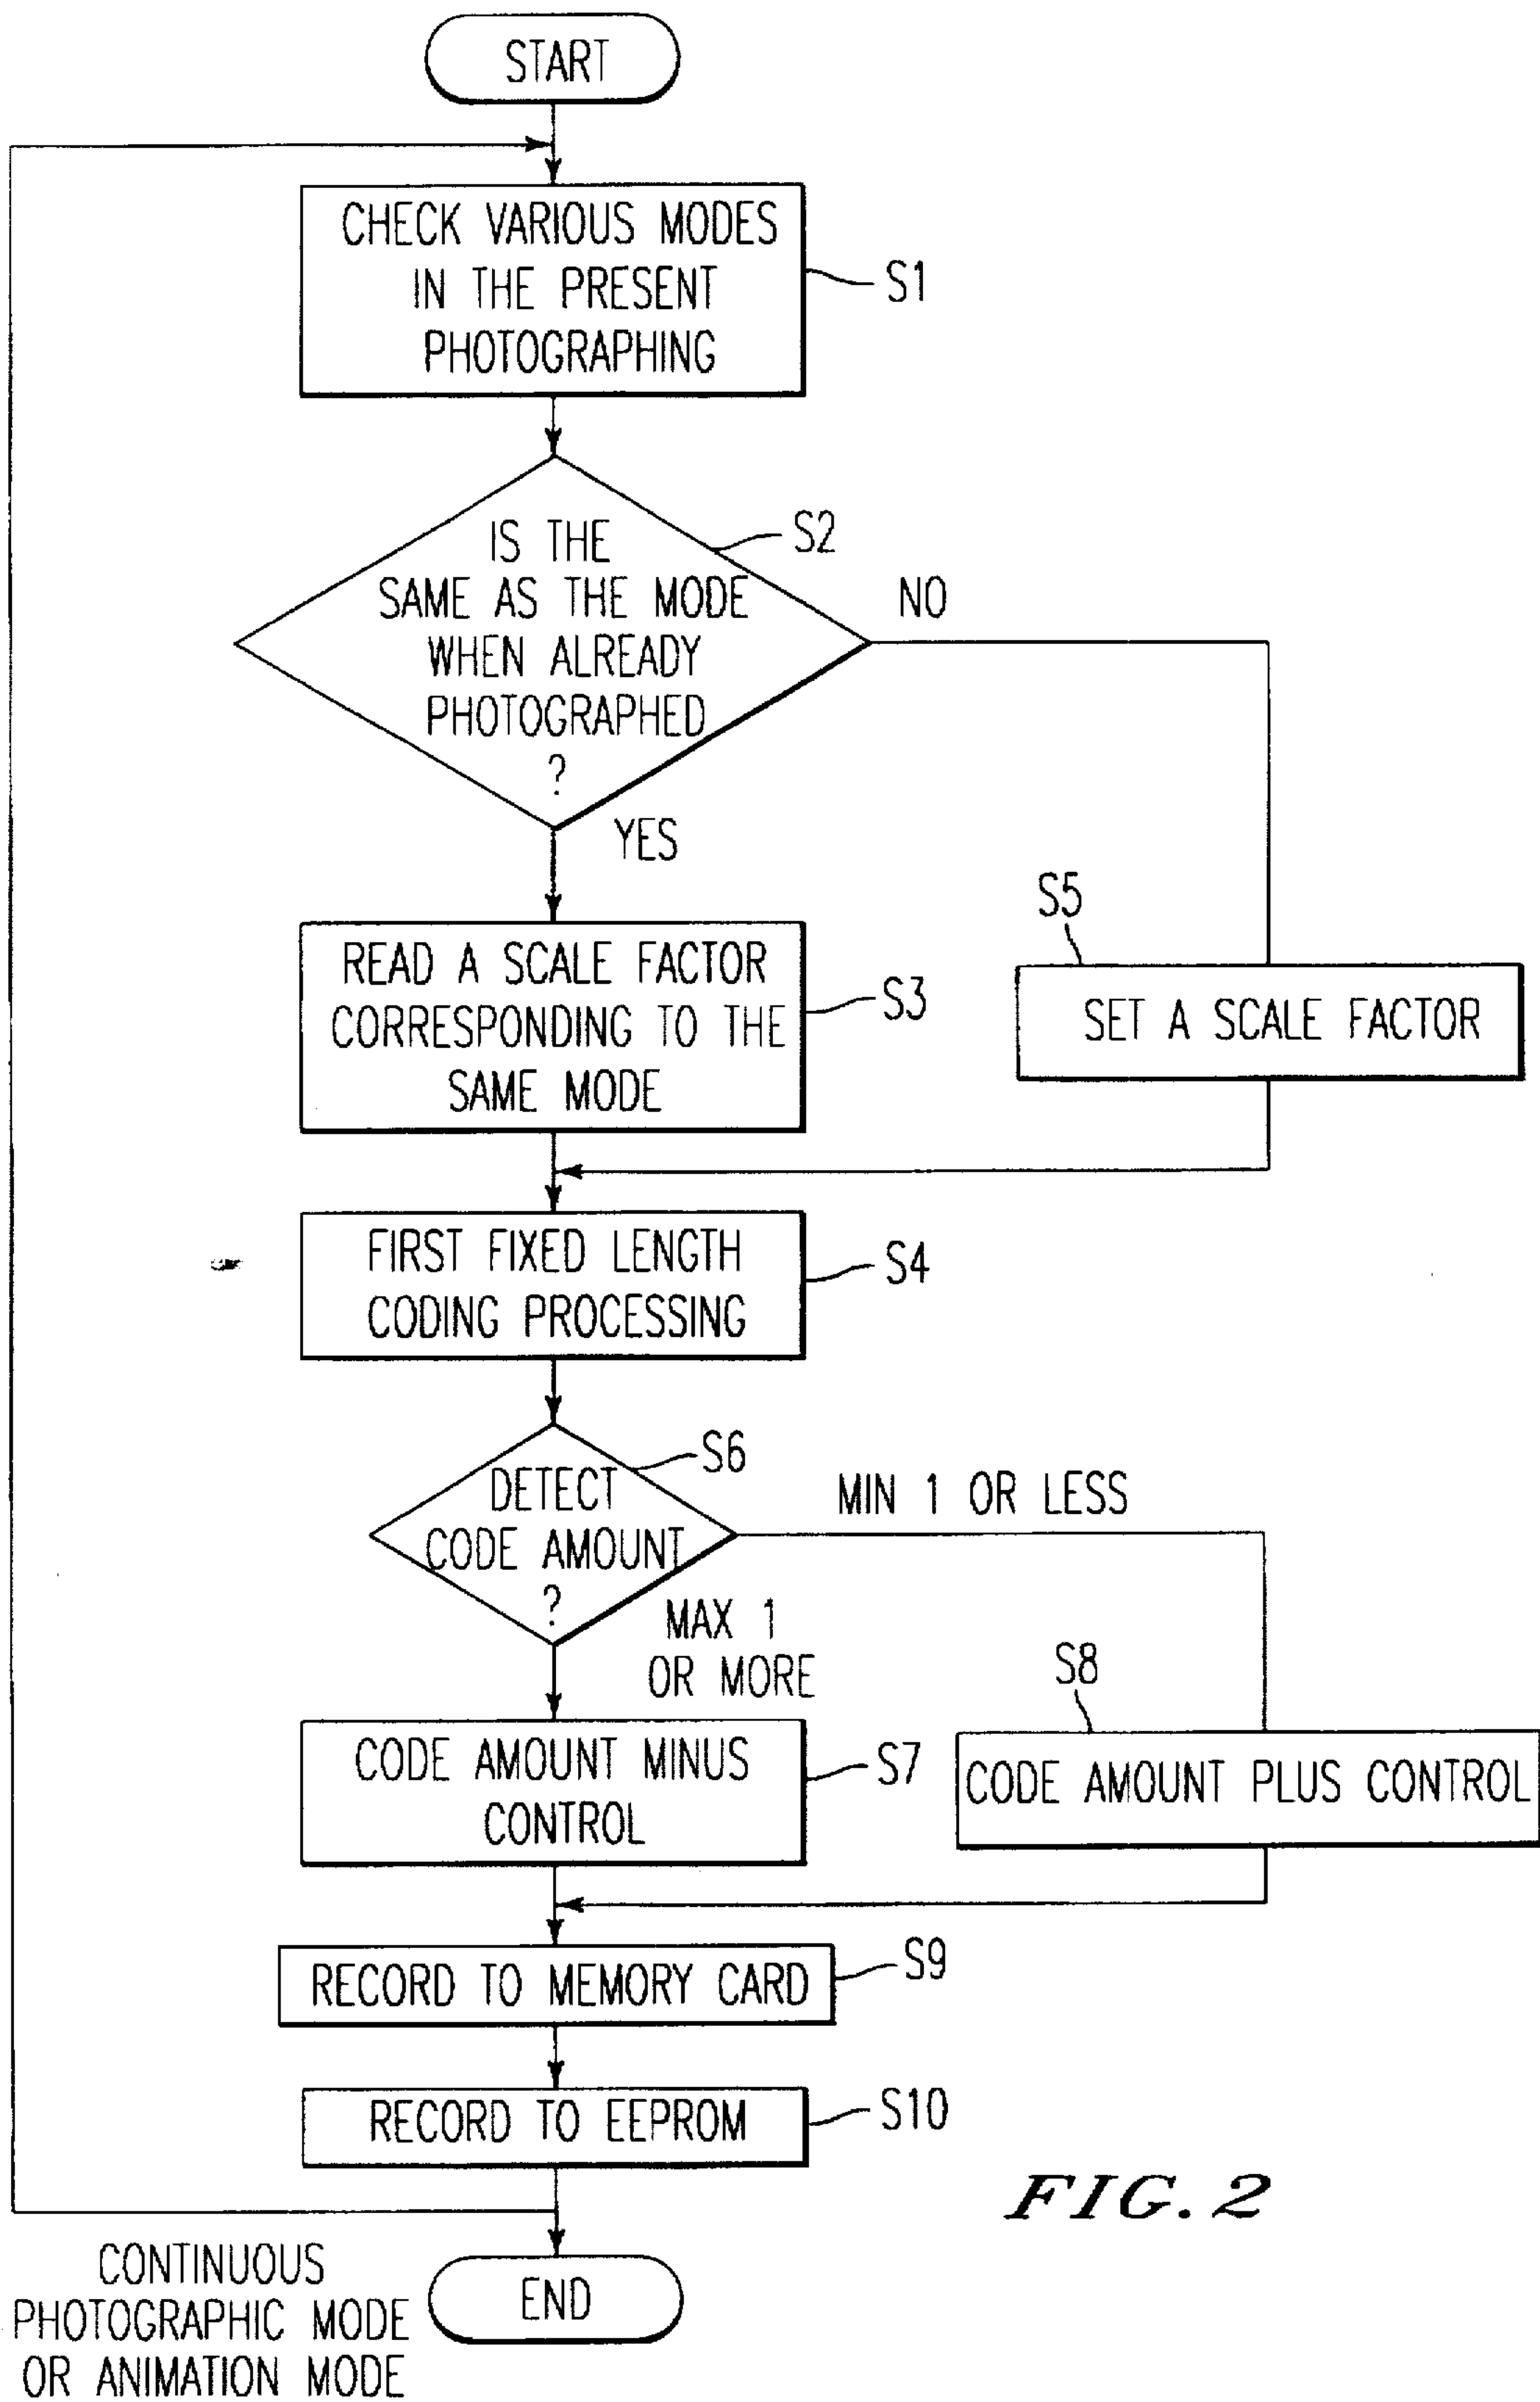 START
CHECK VARIOUS MODES
IN THE PRESENT
PHOTOGRAPHING
S1
IS THE
SAME AS THE MODE
WHEN ALREADY
PHOTOGRAPHED
?
S2
NO
YES
READ A SCALE FACTOR
CORRESPONDING TO THE
SAME MODE
S3
S5
SET A SCALE FACTOR
FIRST FIXED LENGTH
CODING PROCESSING
S4
DETECT
CODE AMOUNT
?
S6
MIN 1 OR LESS
MAX 1
OR MORE
CODE AMOUNT MINUS
CONTROL
S7
S8
CODE AMOUNT PLUS CONTROL
RECORD TO MEMORY CARD
S9
RECORD TO EEPROM
S10
FIG. 2
CONTINUOUS
PHOTOGRAPHIC MODE
OR ANIMATION MODE
END